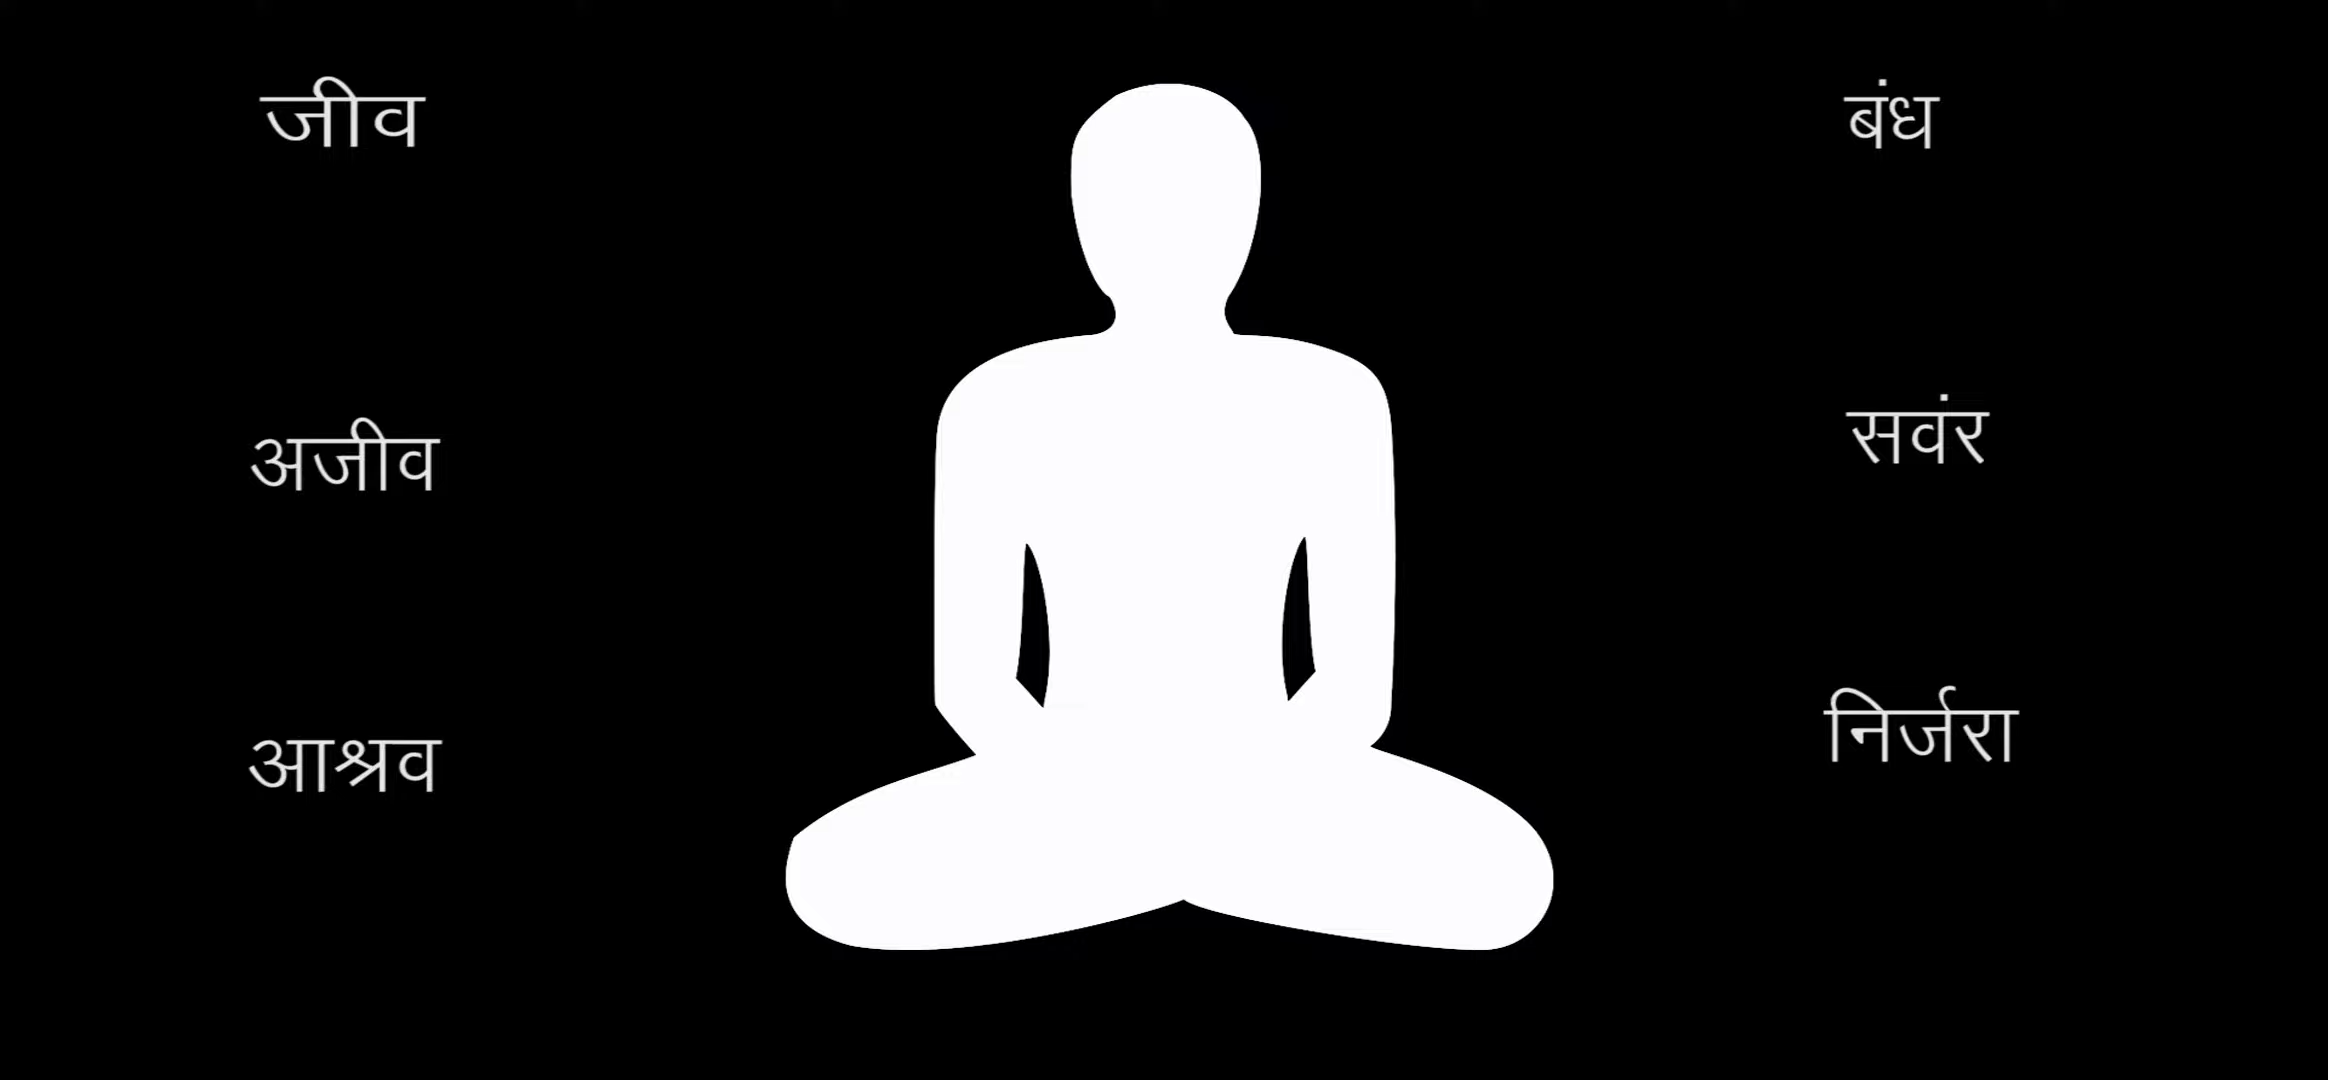 जीव
अजीव
आश्रव
बंध
सवंर
निर्जरा